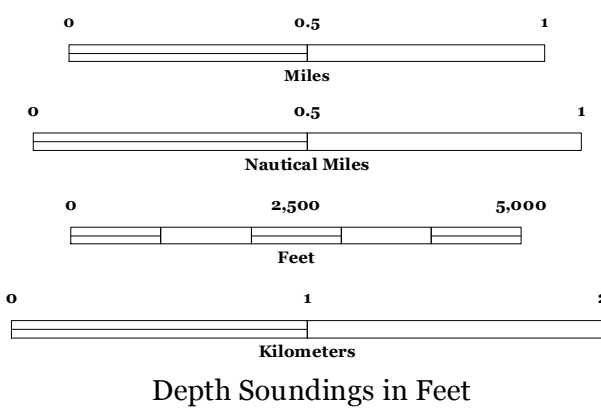 0 0.5 1
Miles
0 0.5 1
Nautical Miles
0 2,500 5,000
Feet
0 1 2
Kilometers
Depth Soundings in Feet